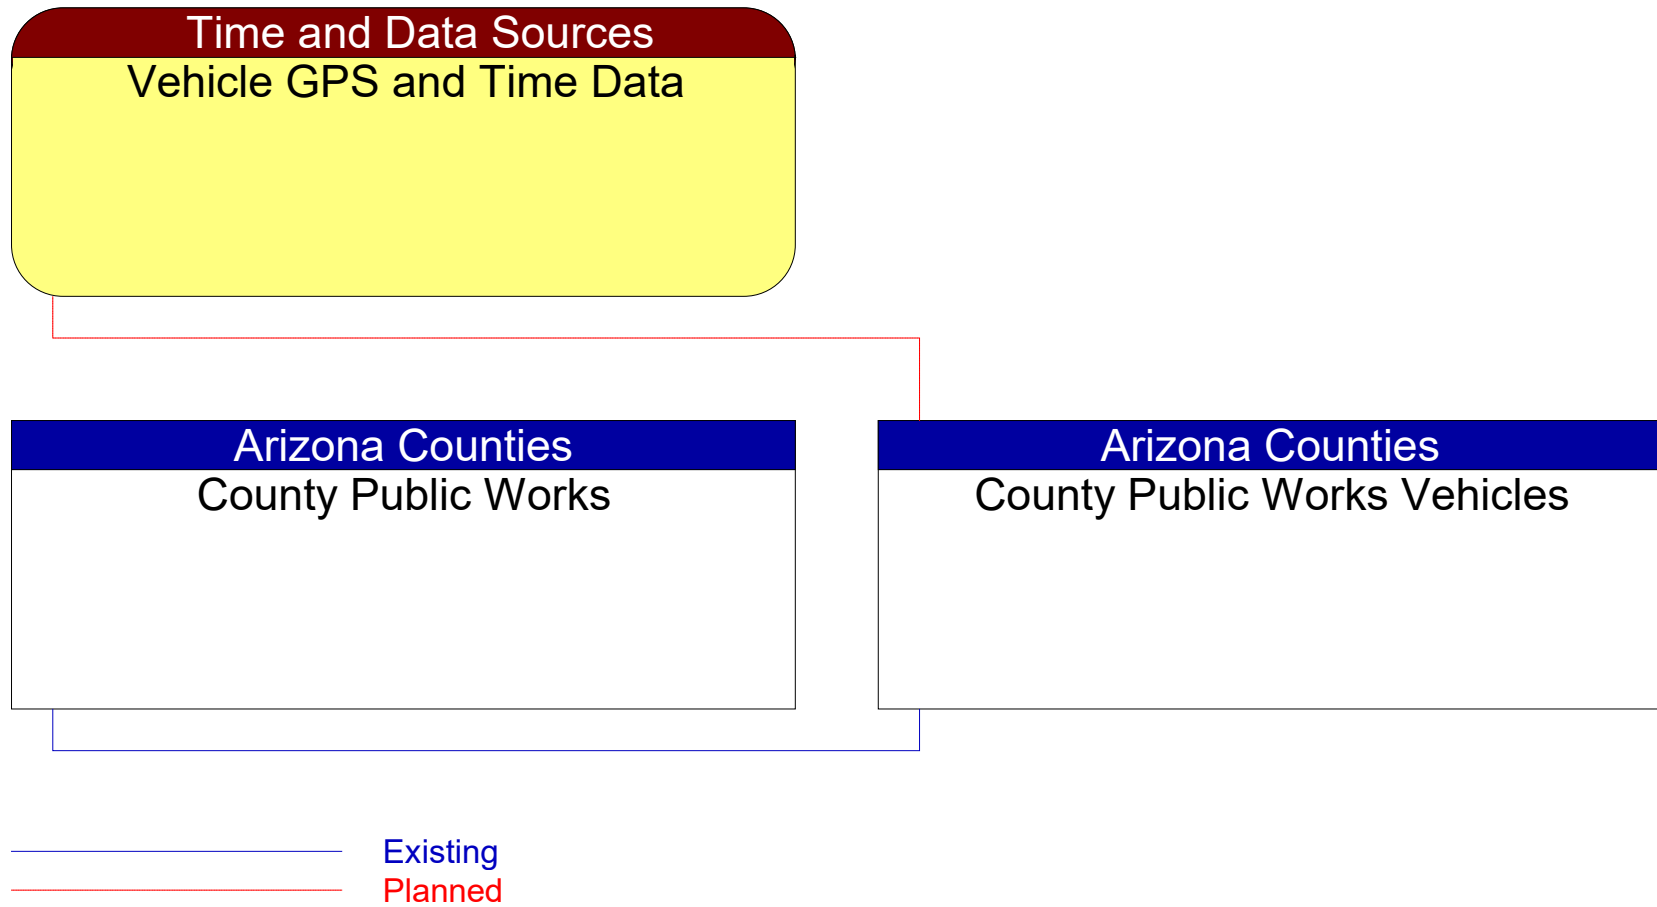 Time and Data Sources
Vehicle GPS and Time Data
Arizona Counties
County Public Works
Arizona Counties
County Public Works Vehicles
Existing
Planned